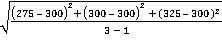 √(((275−300)² + (300−300)² + (325−300)²) / (3−1))